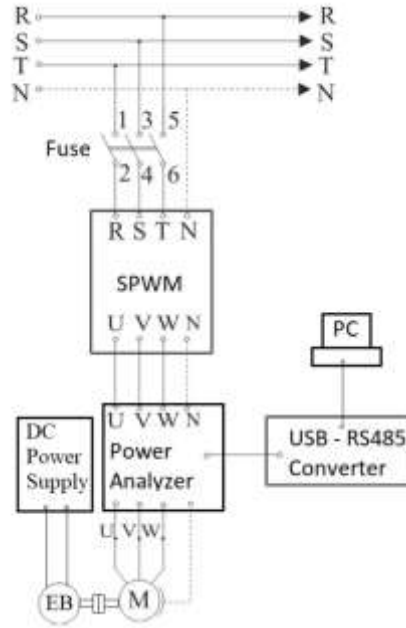 R R
S S
T T
N N
1 3 5
Fuse
2 4 6
R S T N
SPWM
U V W N
PC
U V W N
DC
Power
Supply
Power
Analyzer
USB - RS485
Converter
U V W
EB
M